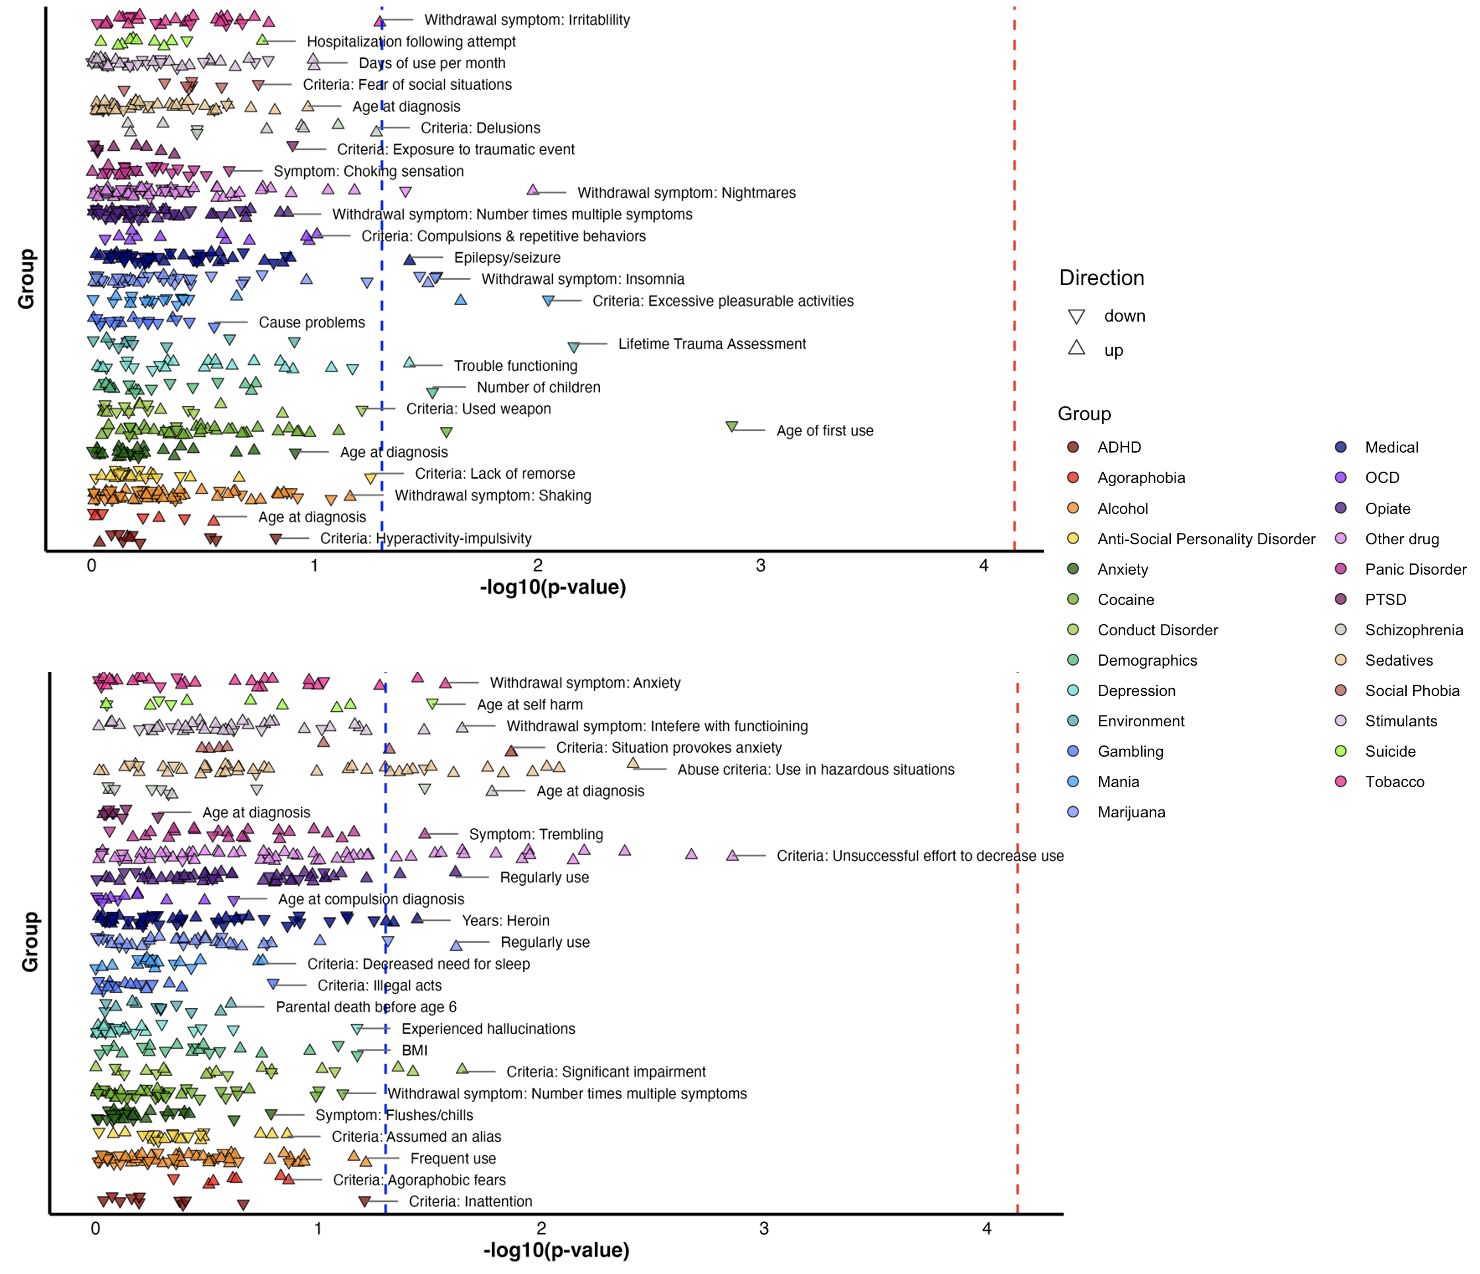 Withdrawal symptom: Irritablility
Hospitalization following attempt
Days of use per month
Criteria: Fear of social situations
Age at diagnosis
Criteria: Delusions
Criteria: Exposure to traumatic event
Symptom: Choking sensation
Withdrawal symptom: Nightmares
Withdrawal symptom: Number times multiple symptoms
Criteria: Compulsions & repetitive behaviors
Epilepsy/seizure
Withdrawal symptom: Insomnia
Criteria: Excessive pleasurable activities
Cause problems
Lifetime Trauma Assessment
Trouble functioning
Number of children
Criteria: Used weapon
Age of first use
Age at diagnosis
Criteria: Lack of remorse
Withdrawal symptom: Shaking
Age at diagnosis
Criteria: Hyperactivity-impulsivity
Group
0 1 2 3 4
-log10(p-value)
Direction
down
up
Group
ADHD
Agoraphobia
Alcohol
Anti-Social Personality Disorder
Anxiety
Cocaine
Conduct Disorder
Demographics
Depression
Environment
Gambling
Mania
Marijuana
Medical
OCD
Opiate
Other drug
Panic Disorder
PTSD
Schizophrenia
Sedatives
Social Phobia
Stimulants
Suicide
Tobacco
Withdrawal symptom: Anxiety
Age at self harm
Withdrawal symptom: Intefere with functioining
Criteria: Situation provokes anxiety
Abuse criteria: Use in hazardous situations
Age at diagnosis
Age at diagnosis
Symptom: Trembling
Criteria: Unsuccessful effort to decrease use
Regularly use
Age at compulsion diagnosis
Years: Heroin
Regularly use
Criteria: Decreased need for sleep
Criteria: Illegal acts
Parental death before age 6
Experienced hallucinations
BMI
Criteria: Significant impairment
Withdrawal symptom: Number times multiple symptoms
Symptom: Flushes/chills
Criteria: Assumed an alias
Frequent use
Criteria: Agoraphobic fears
Criteria: Inattention
Group
0 1 2 3 4
-log10(p-value)